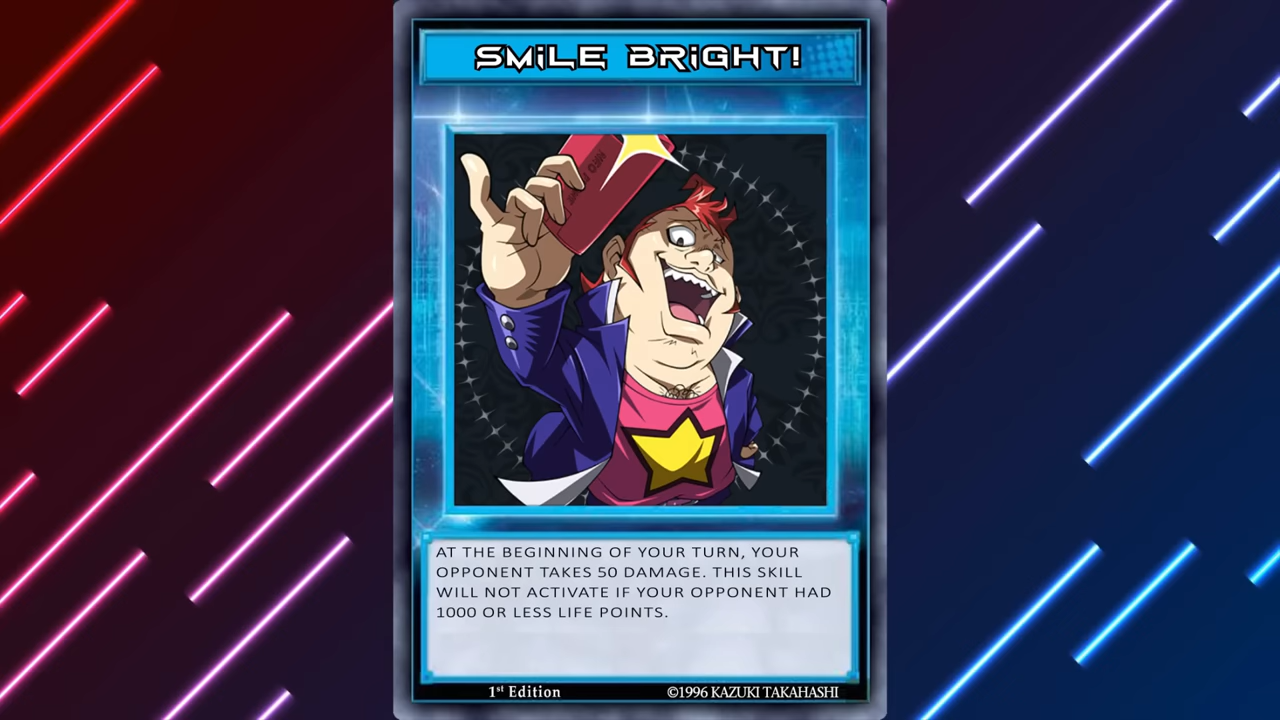 SMiLE BRiGHT!
AT THE BEGINNING OF YOUR TURN, YOUR
OPPONENT TAKES 50 DAMAGE. THIS SKILL
WILL NOT ACTIVATE IF YOUR OPPONENT HAD
1000 OR LESS LIFE POINTS.
1st Edition
©1996 KAZUKI TAKAHASHI